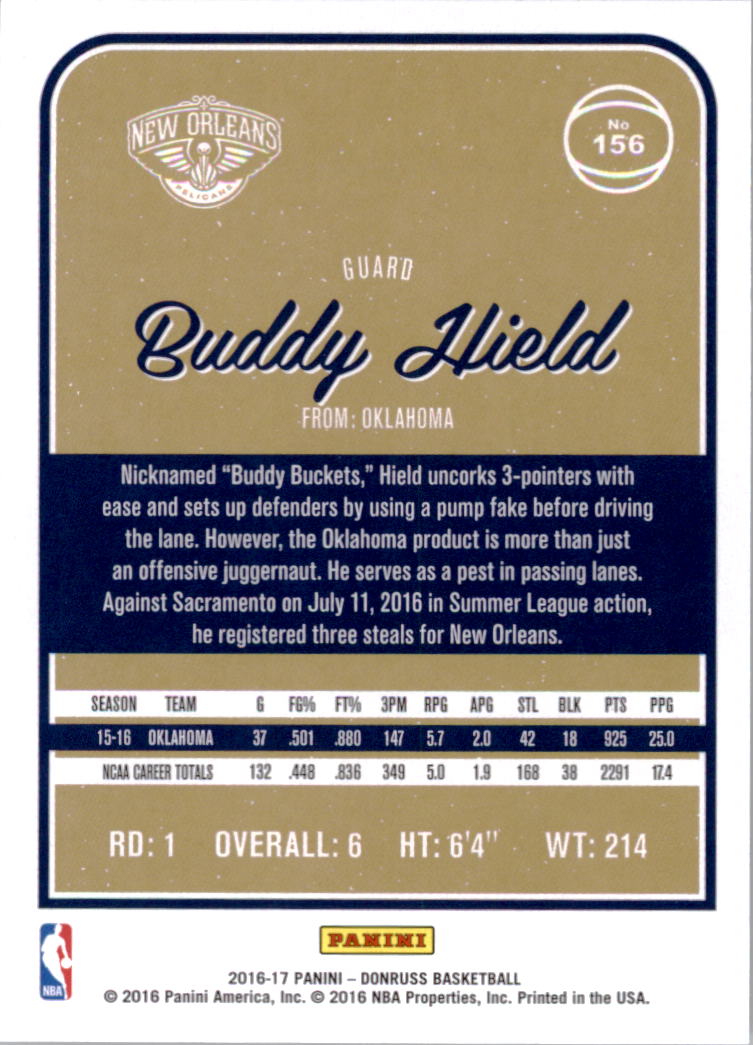 NEW ORLEANS
PELICANS
No
156
GUARD
Buddy Hield
FROM: OKLAHOMA
Nicknamed “Buddy Buckets,” Hield uncorks 3-pointers with
ease and sets up defenders by using a pump fake before driving
the lane. However, the Oklahoma product is more than just
an offensive juggernaut. He serves as a pest in passing lanes.
Against Sacramento on July 11, 2016 in Summer League action,
he registered three steals for New Orleans.
SEASON TEAM G FG% FT% 3PM RPG APG STL BLK PTS PPG
15-16 OKLAHOMA 37 .501 .880 147 5.7 2.0 42 18 925 25.0
NCAA CAREER TOTALS 132 .448 .836 349 5.0 1.9 168 38 2291 17.4
RD: 1 OVERALL: 6 HT: 6'4" WT: 214
PANINI
NBA
2016-17 PANINI – DONRUSS BASKETBALL
© 2016 Panini America, Inc. © 2016 NBA Properties, Inc. Printed in the USA.